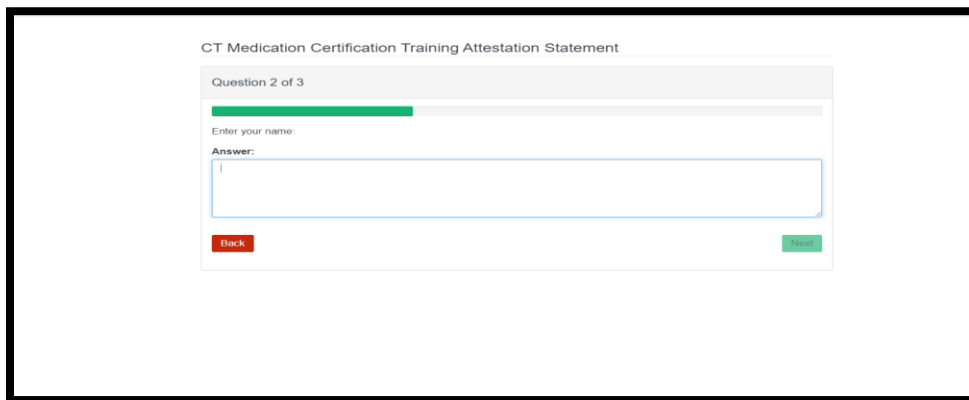 CT Medication Certification Training Attestation Statement
Question 2 of 3
Enter your name:
Answer:
Back
Next